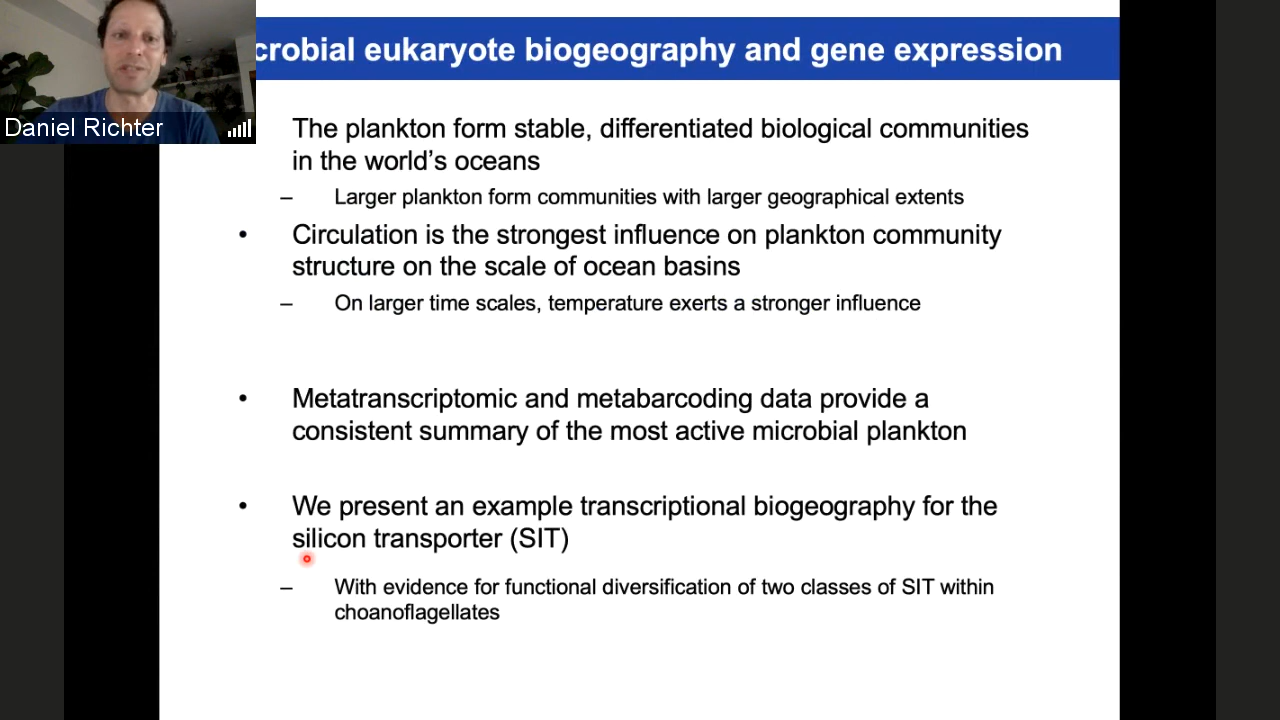 crobial eukaryote biogeography and gene expression
Daniel Richter
The plankton form stable, differentiated biological communities
in the world's oceans
– Larger plankton form communities with larger geographical extents
• Circulation is the strongest influence on plankton community
structure on the scale of ocean basins
– On larger time scales, temperature exerts a stronger influence
• Metatranscriptomic and metabarcoding data provide a
consistent summary of the most active microbial plankton
• We present an example transcriptional biogeography for the
silicon transporter (SIT)
– With evidence for functional diversification of two classes of SIT within
choanoflagellates